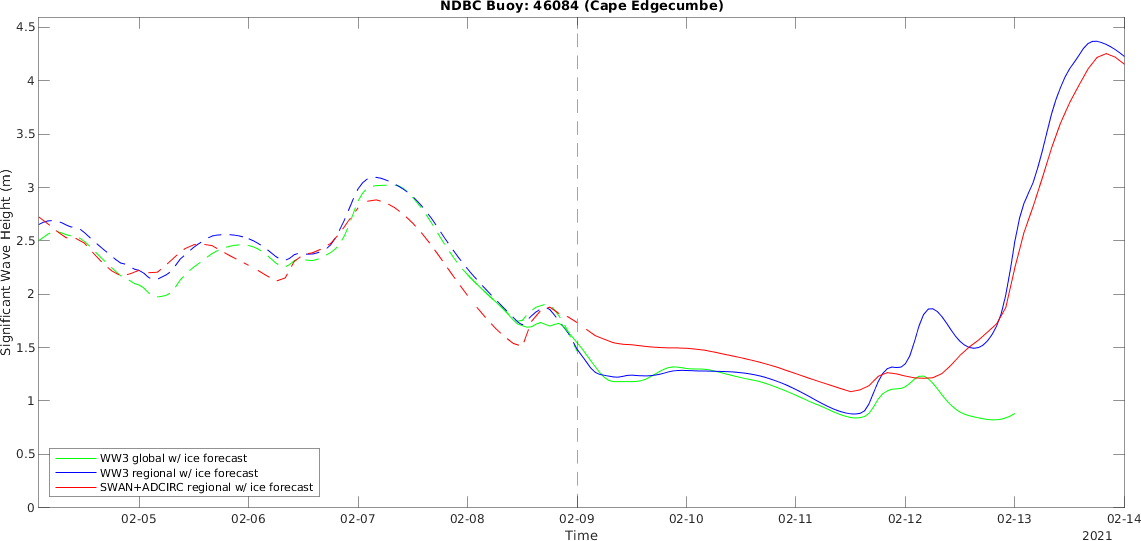 NDBC Buoy: 46084 (Cape Edgecumbe)
4.5
4
3.5
3
2.5
2
1.5
1
0.5
0
Significant Wave Height (m)
WW3 global w/ ice forecast
WW3 regional w/ ice forecast
SWAN+ADCIRC regional w/ ice forecast
02-05 02-06 02-07 02-08 02-09 02-10 02-11 02-12 02-13 02-14
Time
2021